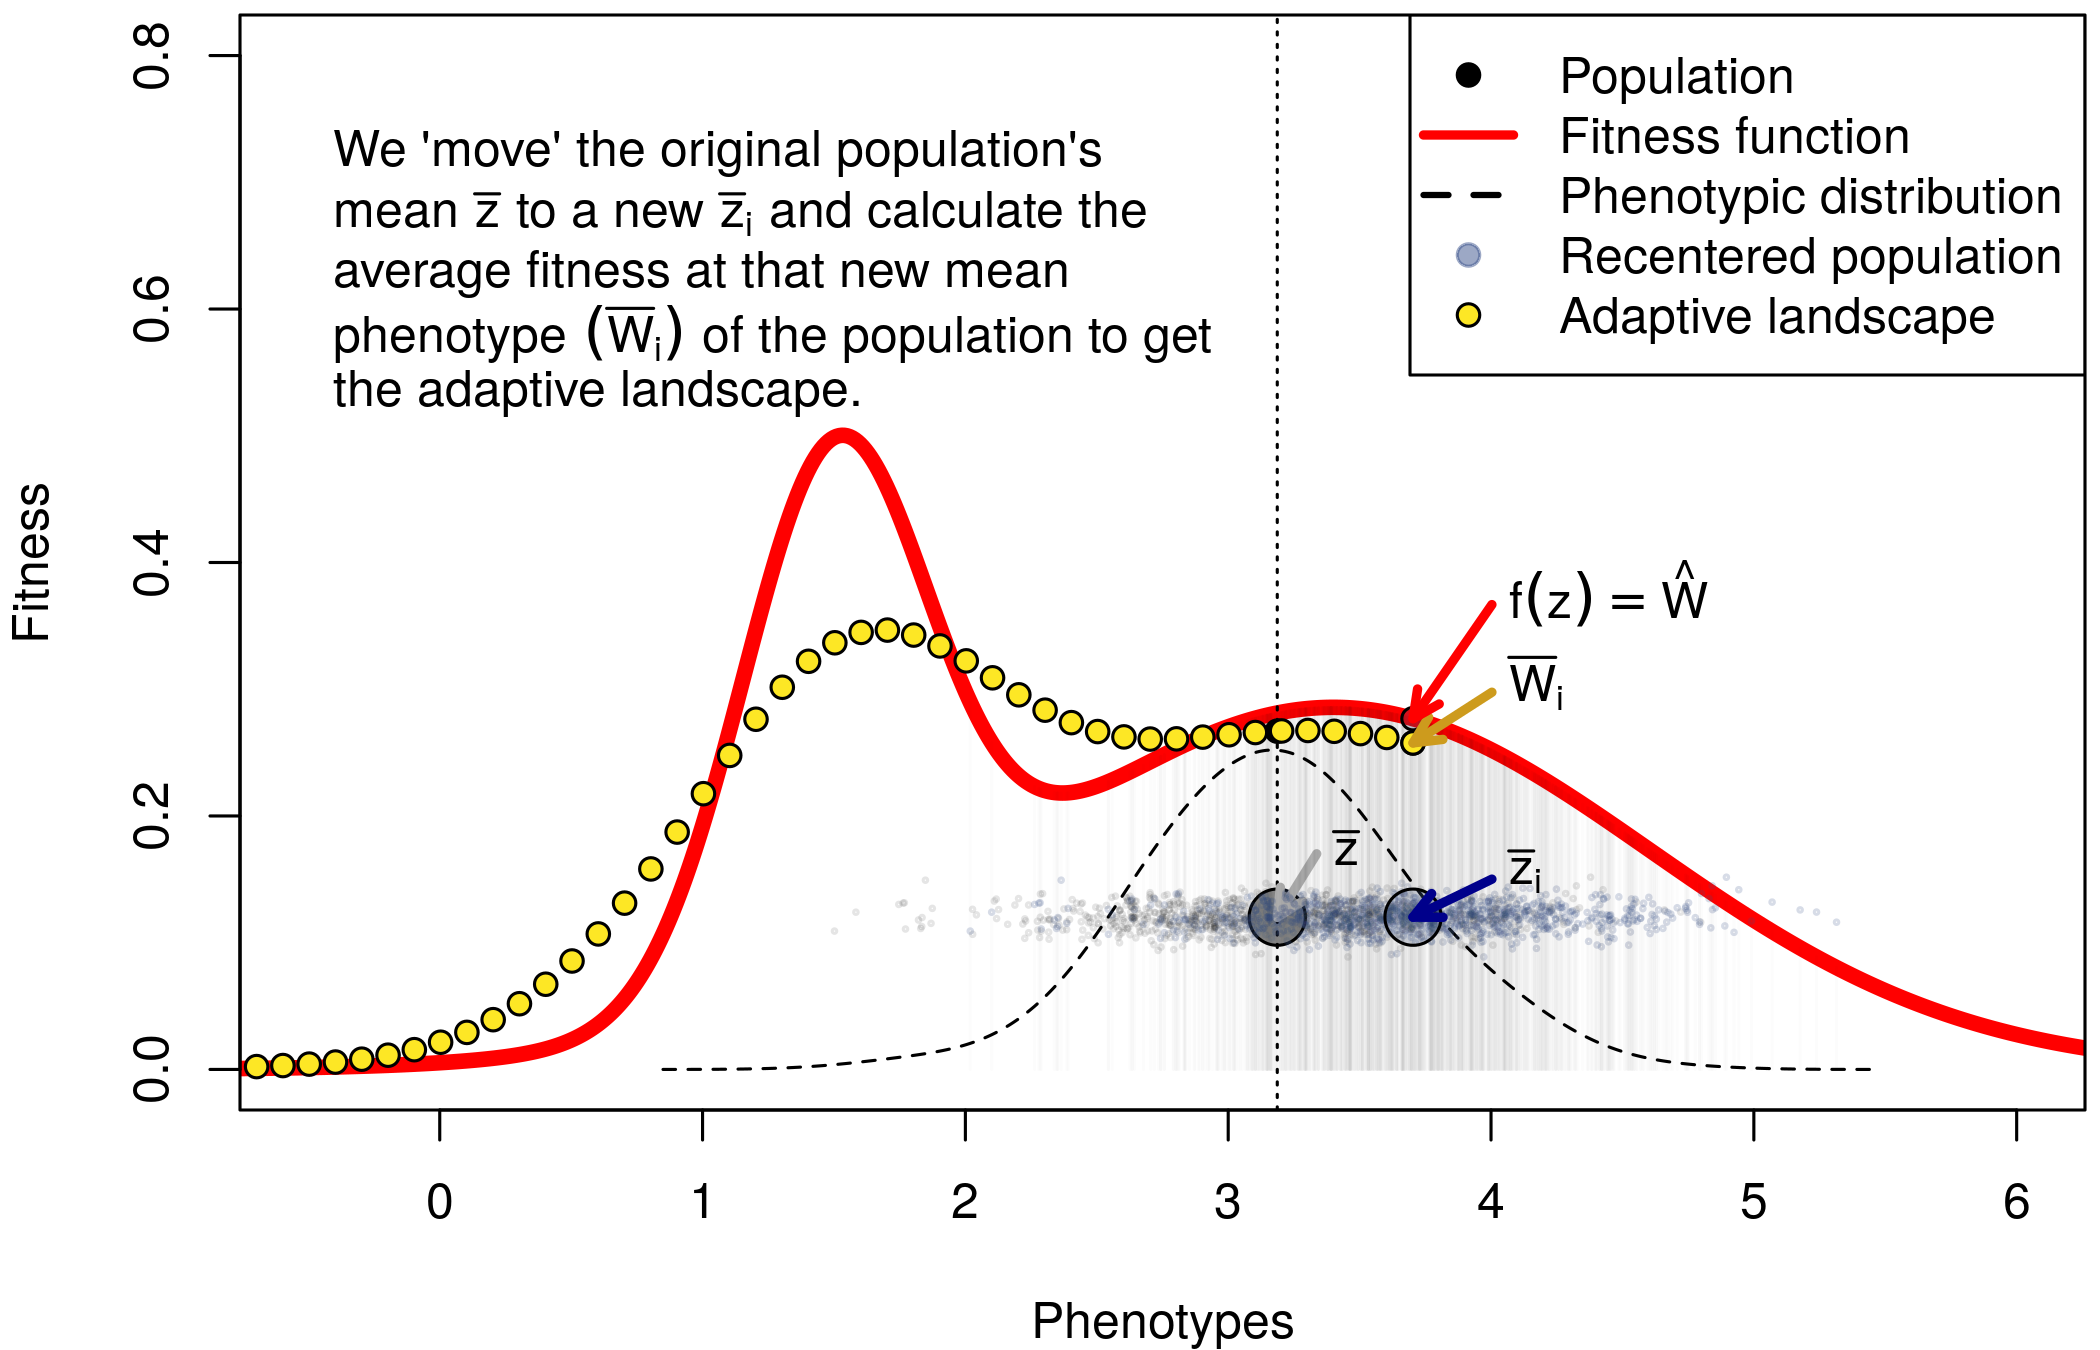 We 'move' the original population's
mean z̅ to a new z̅ᵢ and calculate the
average fitness at that new mean
phenotype (W̅ᵢ) of the population to get
the adaptive landscape.
Population
Fitness function
Phenotypic distribution
Recentered population
Adaptive landscape
f(z) = Ŵ
W̅ᵢ
z̅
z̅ᵢ
Fitness
0.8
0.6
0.4
0.2
0.0
0 1 2 3 4 5 6
Phenotypes